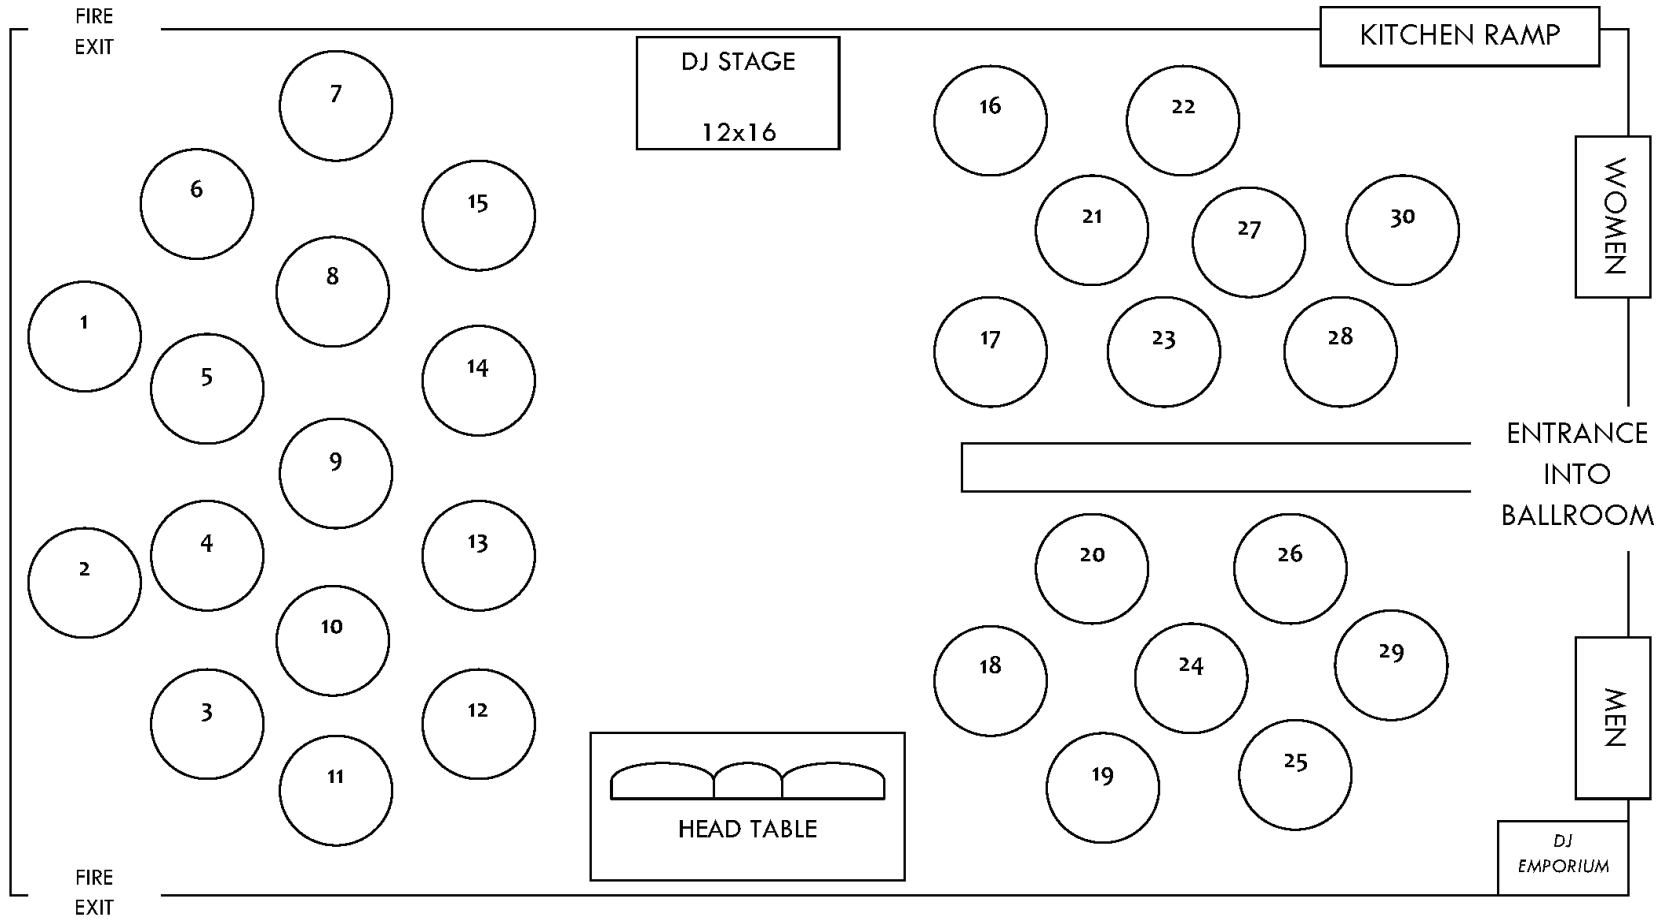 FIRE
EXIT
KITCHEN RAMP
DJ STAGE
12x16
7
16
22
6
15
21
27
30
WOMEN
8
1
5
14
17
23
28
9
ENTRANCE
INTO
BALLROOM
2
4
13
20
26
10
18
24
29
3
12
MEN
11
19
25
HEAD TABLE
DJ
EMPORIUM
FIRE
EXIT